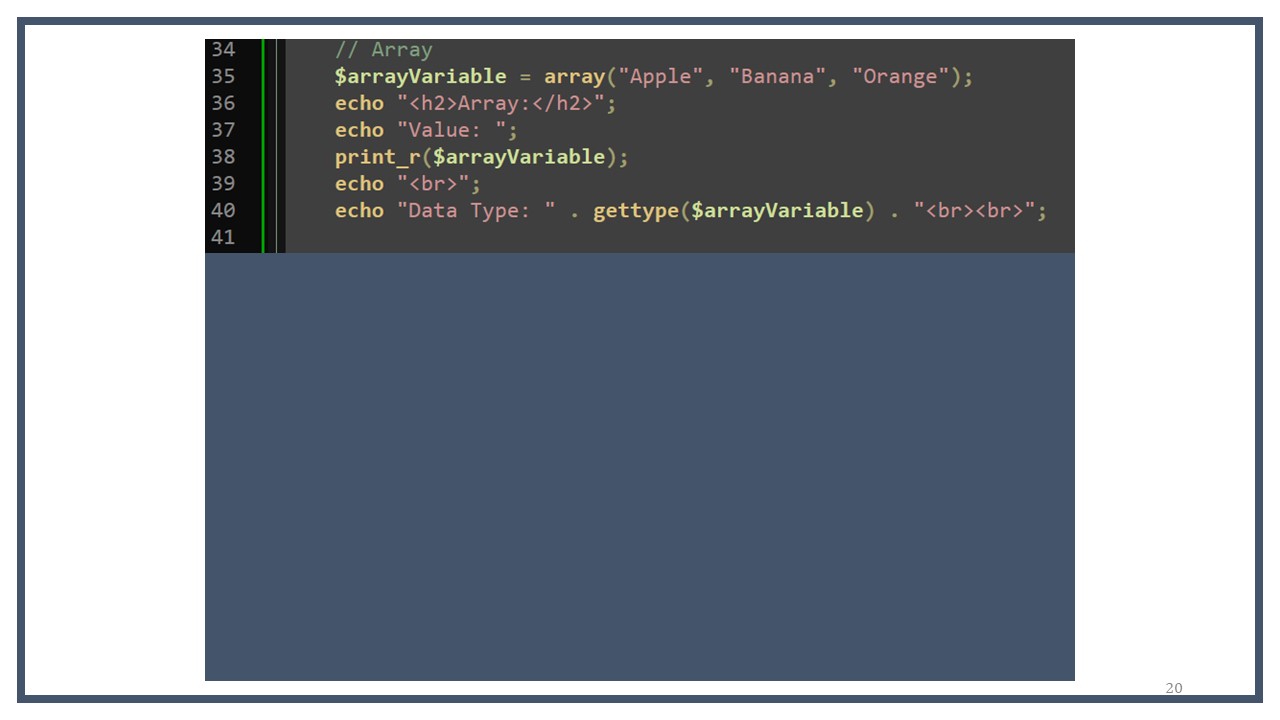 34 // Array
35 $arrayVariable = array("Apple", "Banana", "Orange");
36 echo "<h2>Array:</h2>";
37 echo "Value: ";
38 print_r($arrayVariable);
39 echo "<br>";
40 echo "Data Type: " . gettype($arrayVariable) . "<br><br>";
41
20